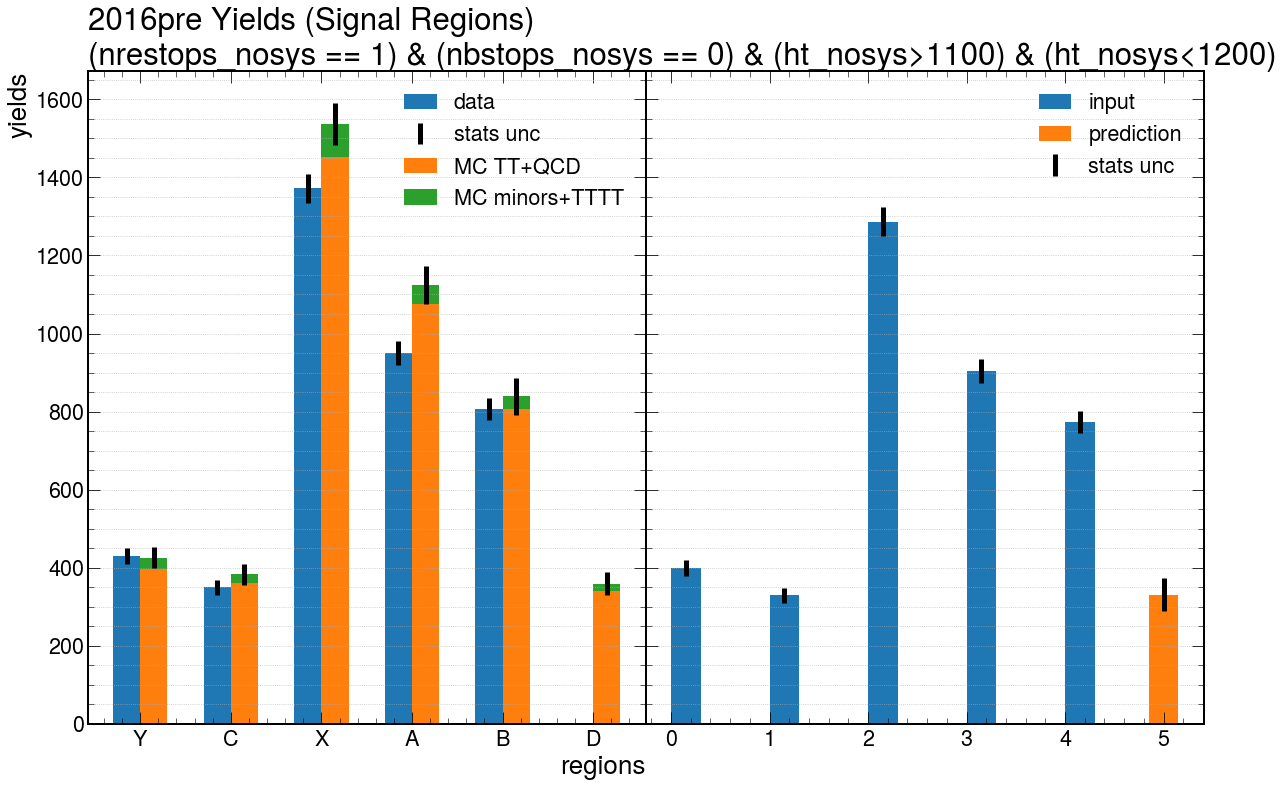 2016pre Yields (Signal Regions)
(nrestops_nosys == 1) & (nbstops_nosys == 0) & (ht_nosys>1100) & (ht_nosys<1200)
yields
1600
1400
1200
1000
800
600
400
200
0
data
stats unc
MC TT+QCD
MC minors+TTTT
input
prediction
stats unc
Y C X A B D
0 1 2 3 4 5
regions